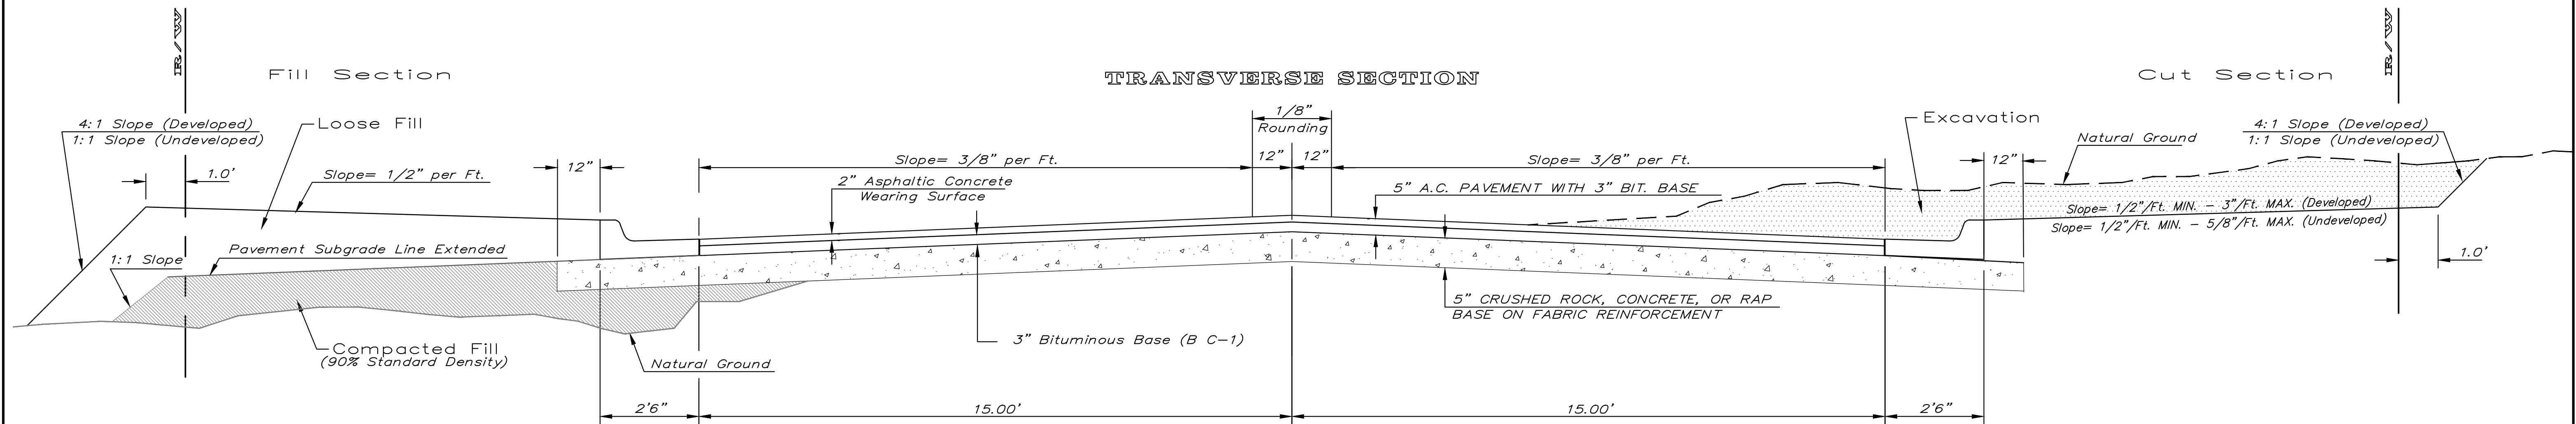 R/W
R/W
Fill Section
TRANSVERSE SECTION
Cut Section
1/8"
Rounding
4:1 Slope (Developed)
1:1 Slope (Undeveloped)
Loose Fill
Excavation
Natural Ground
4:1 Slope (Developed)
1:1 Slope (Undeveloped)
1.0'
Slope= 1/2" per Ft.
12"
Slope= 3/8" per Ft.
12"
12"
Slope= 3/8" per Ft.
12"
2" Asphaltic Concrete
Wearing Surface
5" A.C. PAVEMENT WITH 3" BIT. BASE
Slope= 1/2"/Ft. MIN. - 3"/Ft. MAX. (Developed)
Slope= 1/2"/Ft. MIN. - 5/8"/Ft. MAX. (Undeveloped)
Pavement Subgrade Line Extended
1:1 Slope
1.0'
5" CRUSHED ROCK, CONCRETE, OR RAP
BASE ON FABRIC REINFORCEMENT
3" Bituminous Base (B C-1)
Compacted Fill
(90% Standard Density)
Natural Ground
2'6"
15.00'
15.00'
2'6"